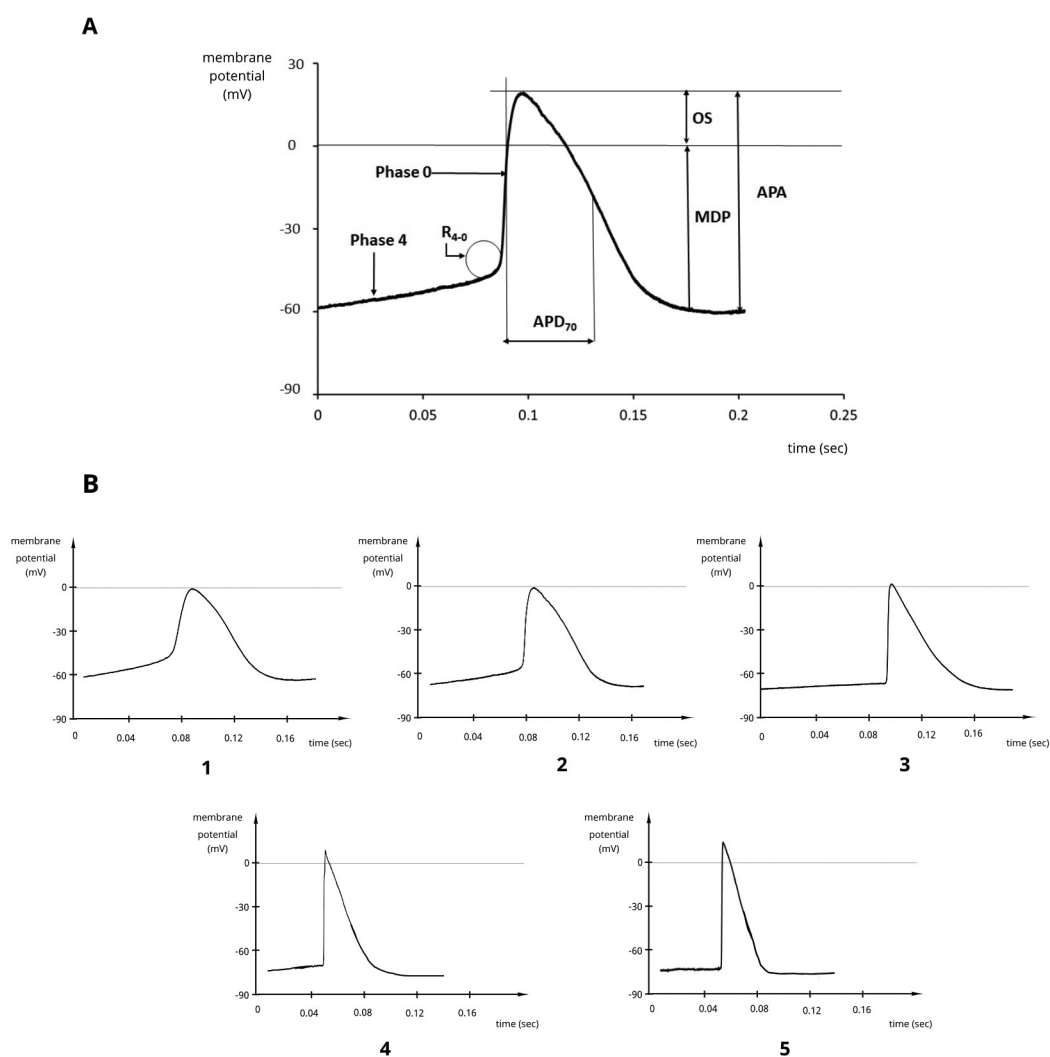 A
membrane
potential
(mV)
30
0
-30
-60
-90
0
0.05
0.1
0.15
0.2
0.25
time (sec)
OS
MDP
APA
Phase 0
Phase 4
R4-0
APD70
B
membrane
potential
(mV)
0
-30
-60
-90
0
0.04
0.08
0.12
0.16
time (sec)
1
membrane
potential
(mV)
0
-30
-60
-90
0
0.04
0.08
0.12
0.16
time (sec)
2
membrane
potential
(mV)
0
-30
-60
-90
0
0.04
0.08
0.12
0.16
time (sec)
3
membrane
potential
(mV)
0
-30
-60
-90
0
0.04
0.08
0.12
0.16
time (sec)
4
membrane
potential
(mV)
0
-30
-60
-90
0
0.04
0.08
0.12
0.16
time (sec)
5